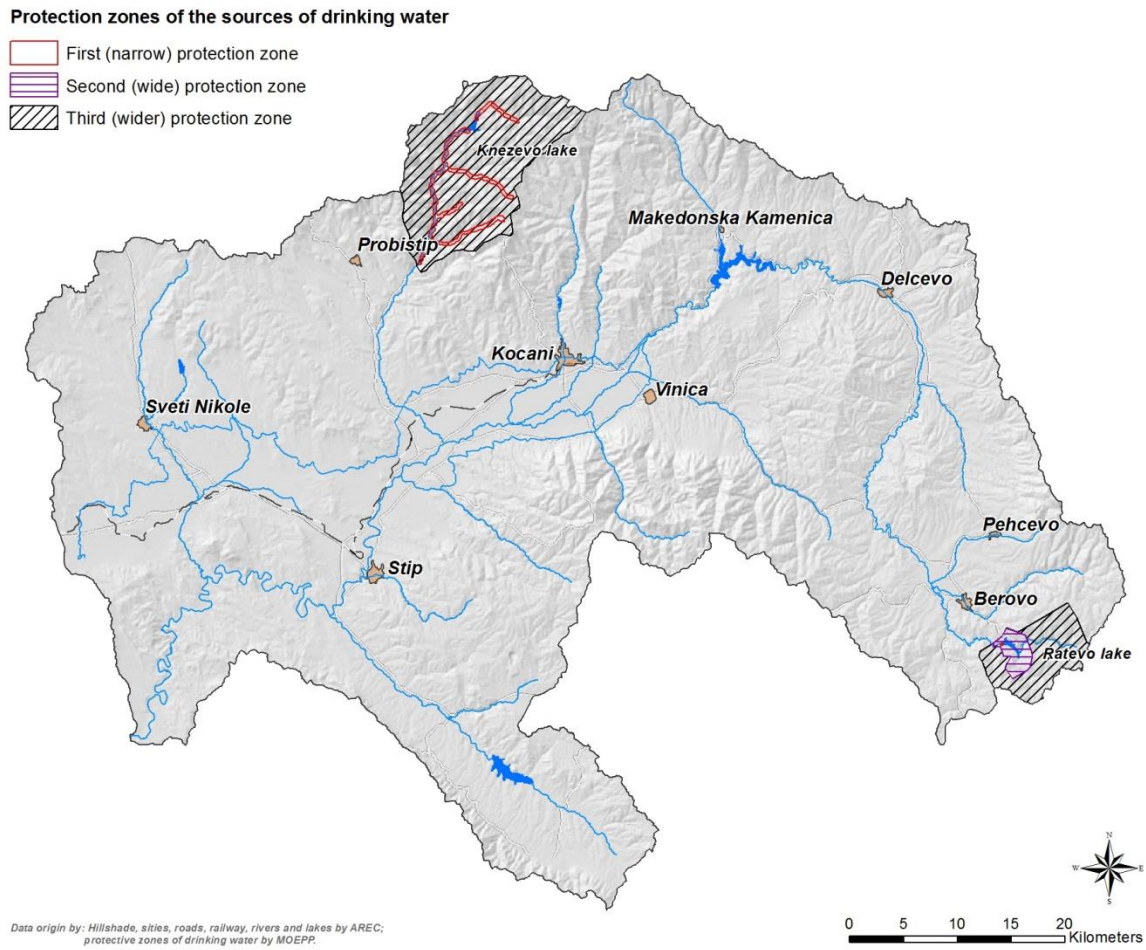 Protection zones of the sources of drinking water
First (narrow) protection zone
Second (wide) protection zone
Third (wider) protection zone
Knezevo lake
Makedonska Kamenica
Probistip
Delcevo
Kocani
Vinica
Sveti Nikole
Pehcevo
Stip
Berovo
Ratevo lake
N
W E
S
0 5 10 15 20
Kilometers
Data origin by: Hillshade, sities, roads, railway, rivers and lakes by AREC;
protective zones of drinking water by MOEPP.